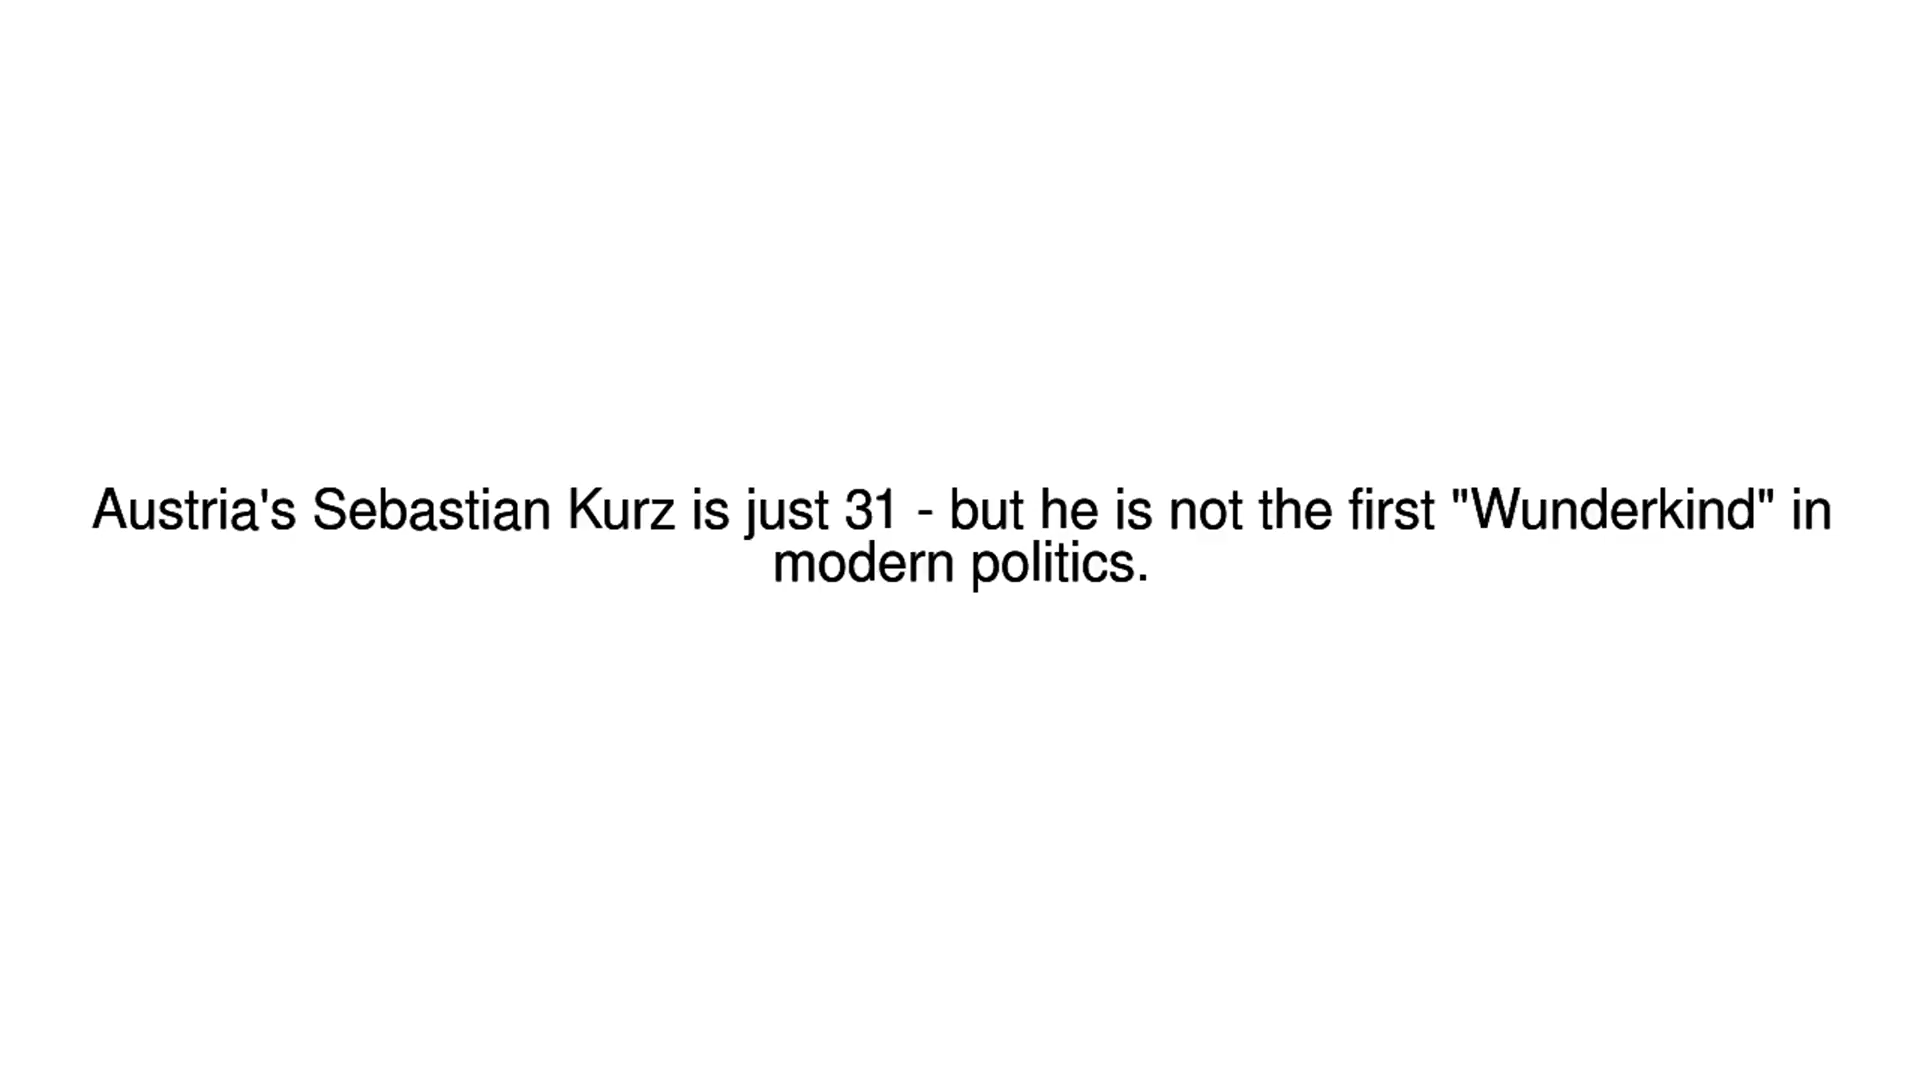 Austria's Sebastian Kurz is just 31 - but he is not the first "Wunderkind" in
modern politics.